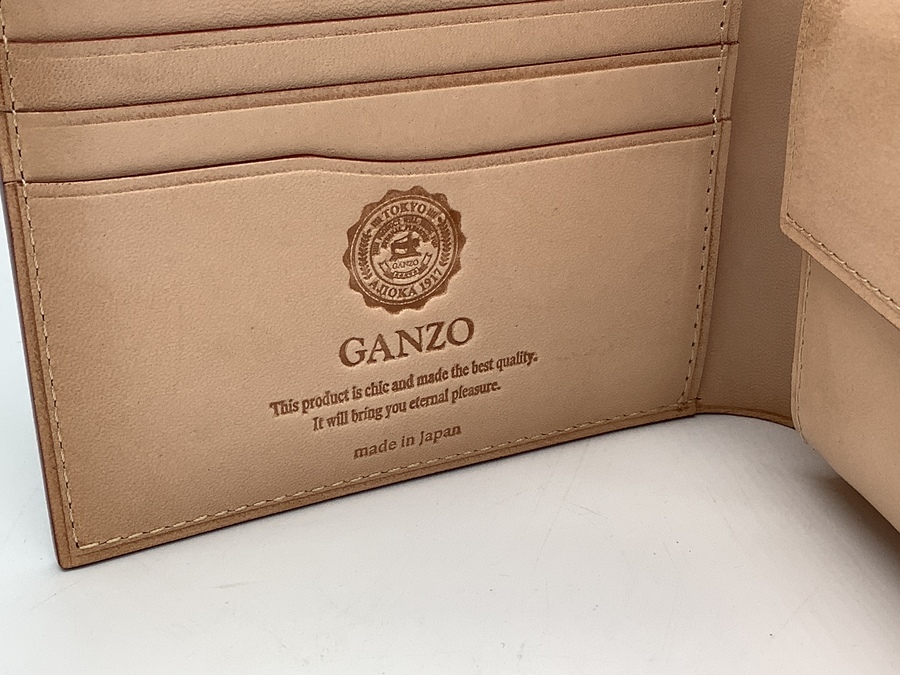 TOKYO
GANZO
AJIOKA 1917
GANZO
This product is chic and made the best quality.
It will bring you eternal pleasure.
made in Japan